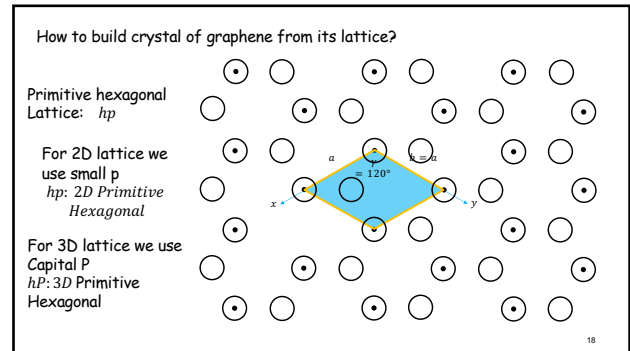 How to build crystal of graphene from its lattice?
Primitive hexagonal
Lattice: hp
For 2D lattice we
use small p
hp: 2D Primitive
Hexagonal
For 3D lattice we use
Capital P
hP: 3D Primitive
Hexagonal
a
b = a
γ
= 120°
x
y
18